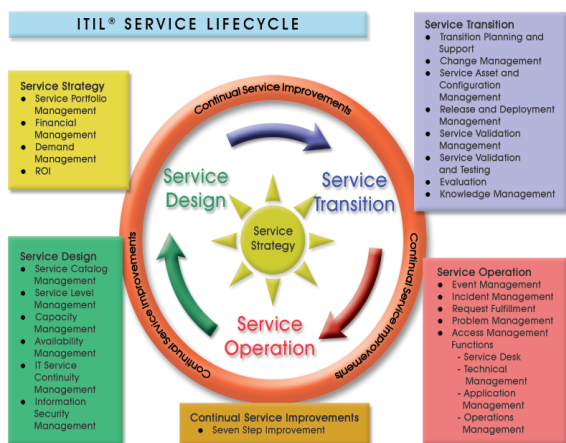 ITIL® SERVICE LIFECYCLE
Service Strategy
● Service Portfolio
Management
● Financial
Management
● Demand
Management
● ROI
Service Design
● Service Catalog
Management
● Service Level
Management
● Capacity
Management
● Availability
Management
● IT Service
Continuity
Management
● Information
Security
Management
Continual Service Improvements
Continual Service Improvements
Continual Service Improvements
Service
Design
Service
Transition
Service
Strategy
Service
Operation
Continual Service Improvements
● Seven Step Improvement
Service Transition
● Transition Planning and
Support
● Change Management
● Service Asset and
Configuration
Management
● Release and Deployment
Management
● Service Validation
Management
● Service Validation
and Testing
● Evaluation
● Knowledge Management
Service Operation
● Event Management
● Incident Management
● Request Fulfillment
● Problem Management
● Access Management
Functions
- Service Desk
- Technical
Management
- Application
Management
- Operations
Management